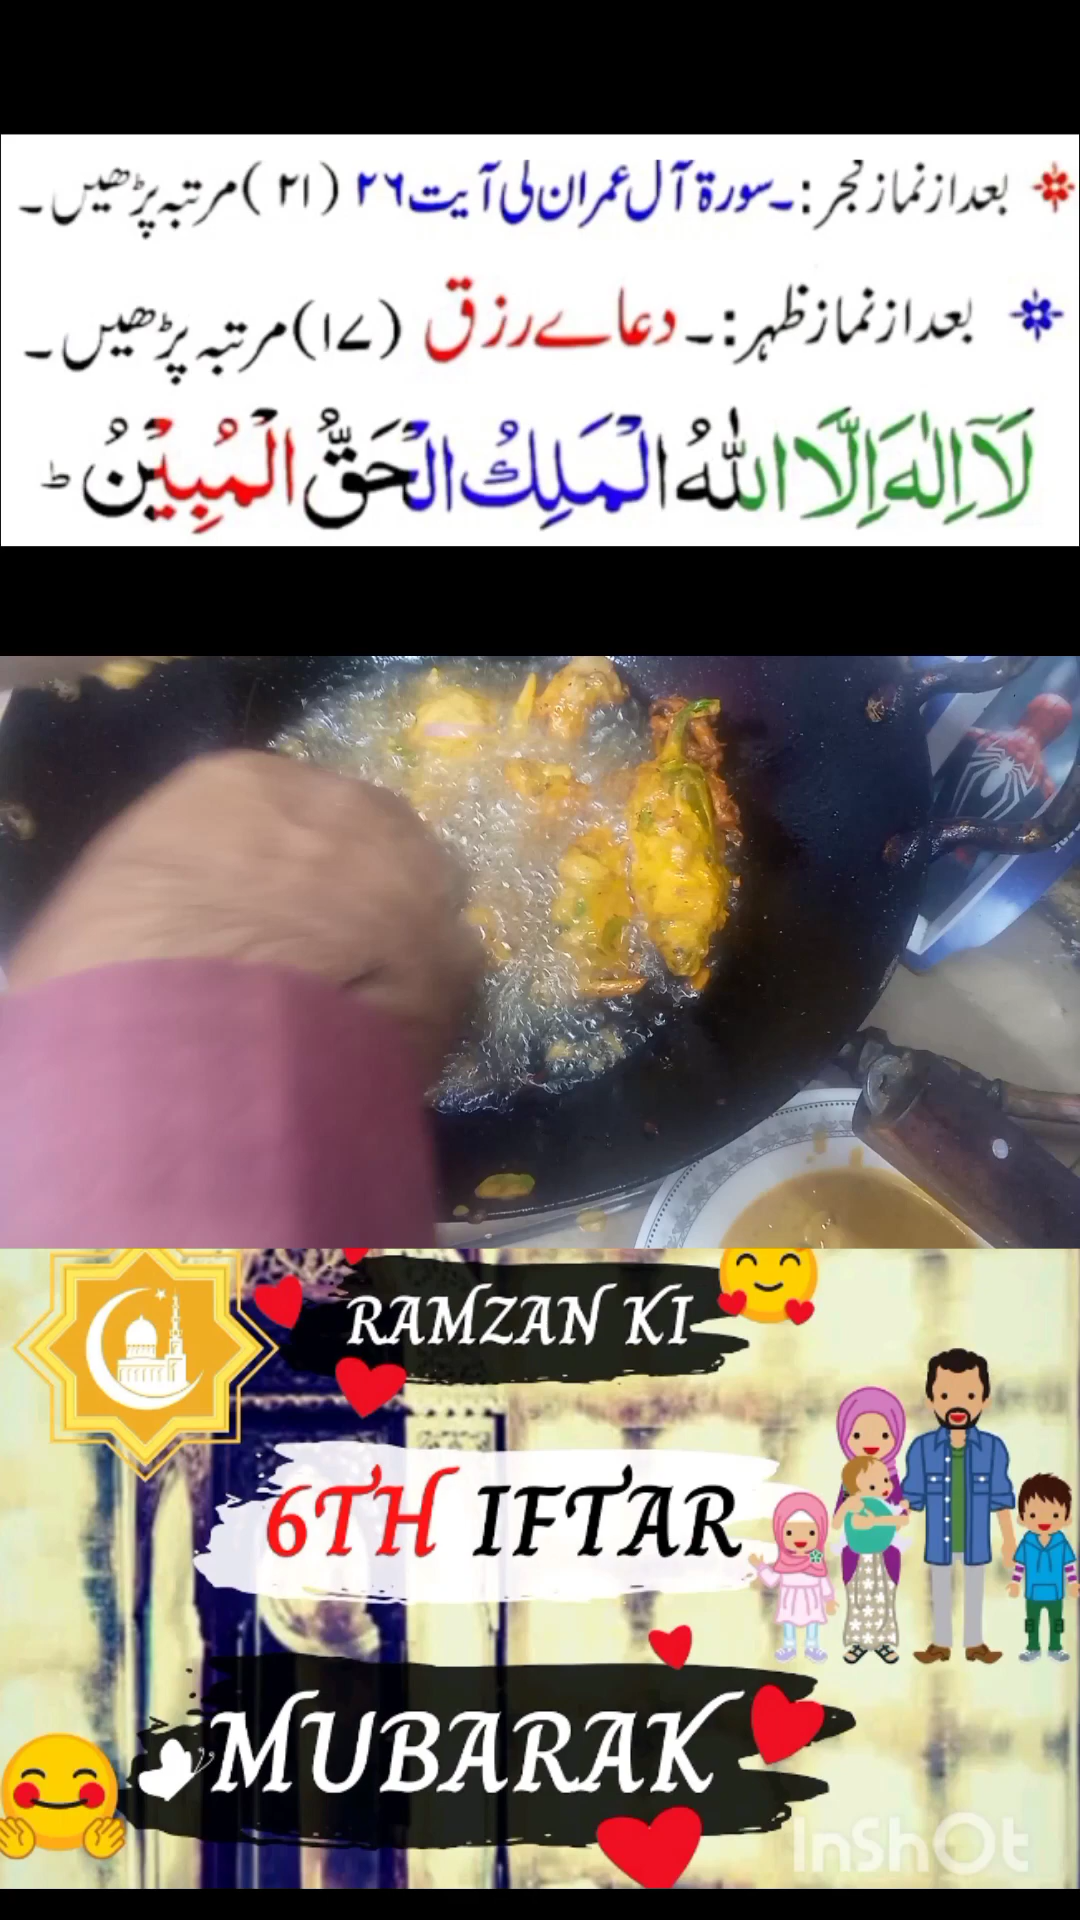 بعد از نماز فجر :۔ سورۃ آل عمران کی آیت ۲۶ (۲۱) مرتبہ پڑھیں۔
بعد از نماز ظہر :۔ دعاے رزق (۱۷) مرتبہ پڑھیں۔
لَآ اِلٰهَ اِلَّا اللّٰهُ الْمَلِكُ الْحَقُّ الْمُبِيْنُ ط
RAMZAN KI
6TH IFTAR
MUBARAK
InShOt